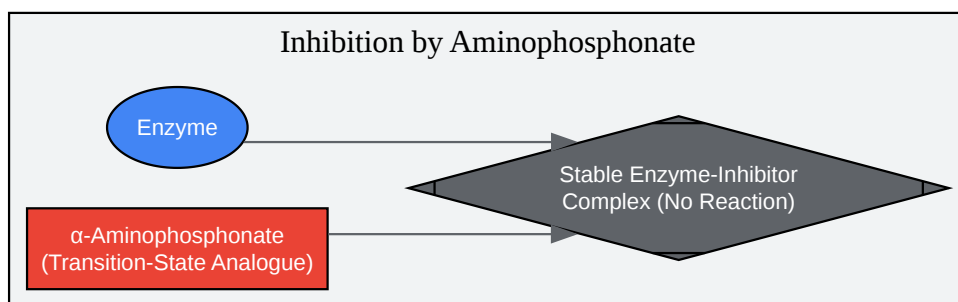 Inhibition by Aminophosphonate
Enzyme
Stable Enzyme-Inhibitor
Complex (No Reaction)
α-Aminophosphonate
(Transition-State Analogue)